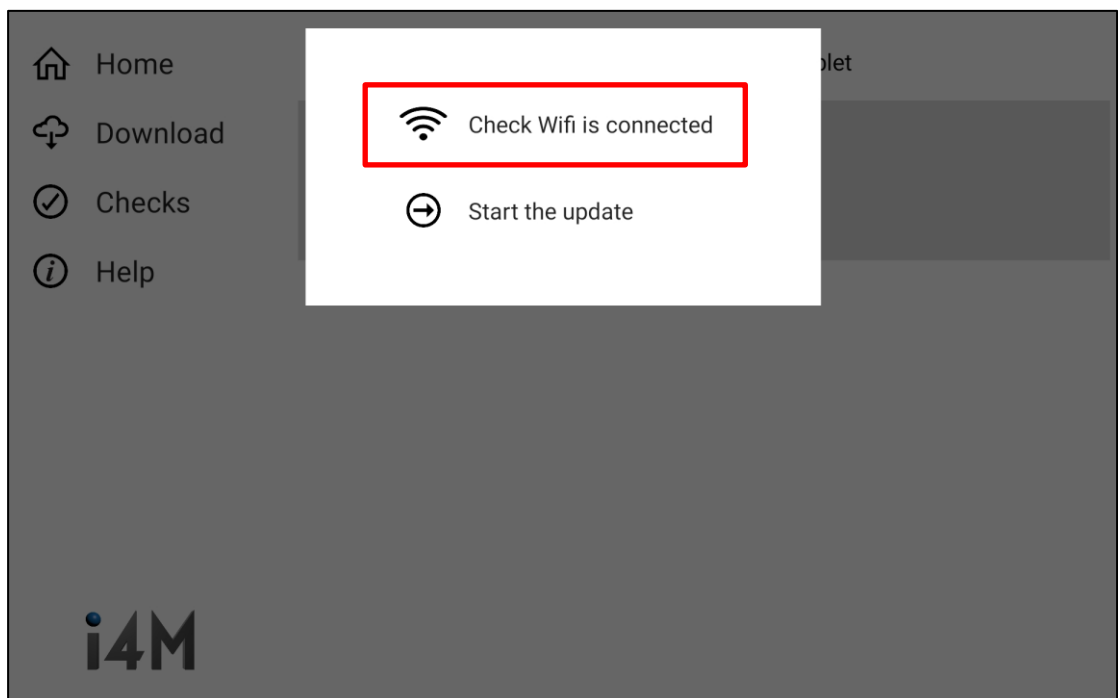 Home
Download
Checks
Help
Check Wifi is connected
Start the update
i4M